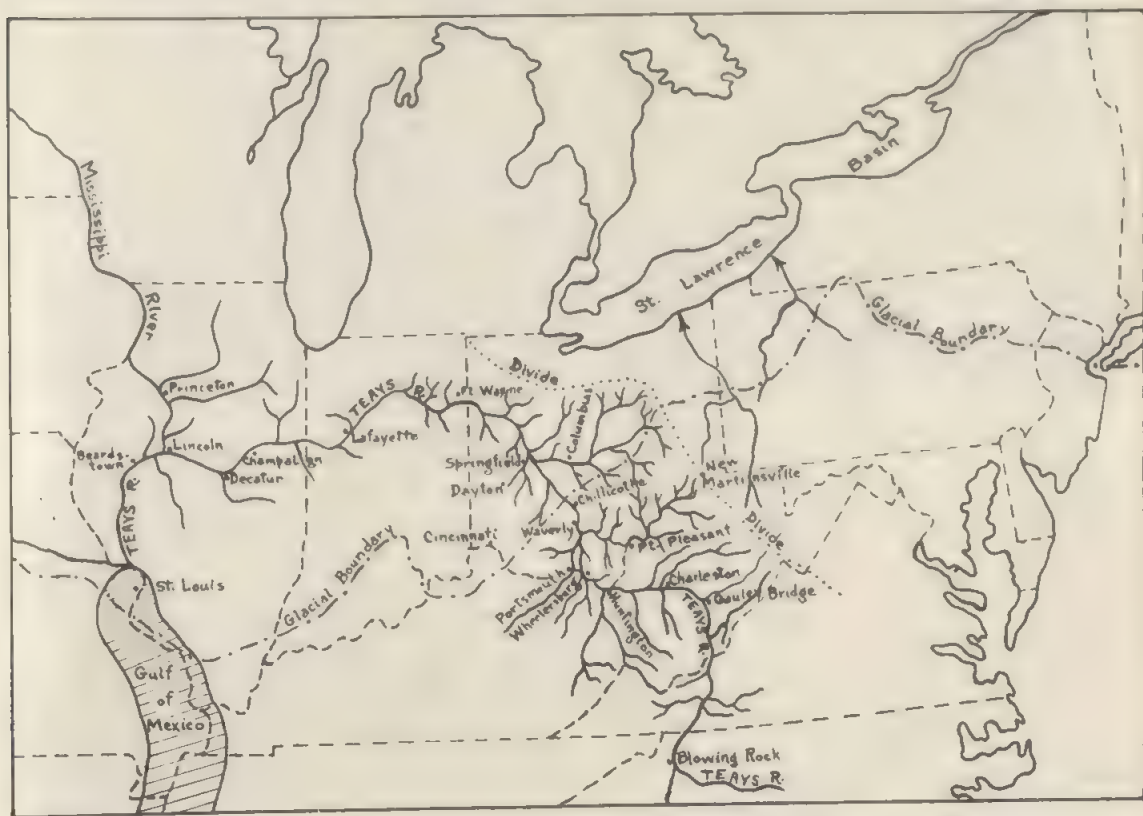 Mississippi
River
St. Lawrence
Basin
Glacial Boundary
Divide
Princeton
TEAYS R.
Ft Wayne
Lafayette
Columbus
Lincoln
Beards-
town
Champaign
Decatur
Springfield
Dayton
Chillicothe
New
Martinsville
TEAYS R.
Cincinnati
Waverly
Pt. Pleasant
Divide
St. Louis
Glacial Boundary
Portsmouth
Wheelersburg
Huntington
Charleston
Gauley Bridge
TEAYS R.
Gulf
of
Mexico
Blowing Rock
TEAYS R.